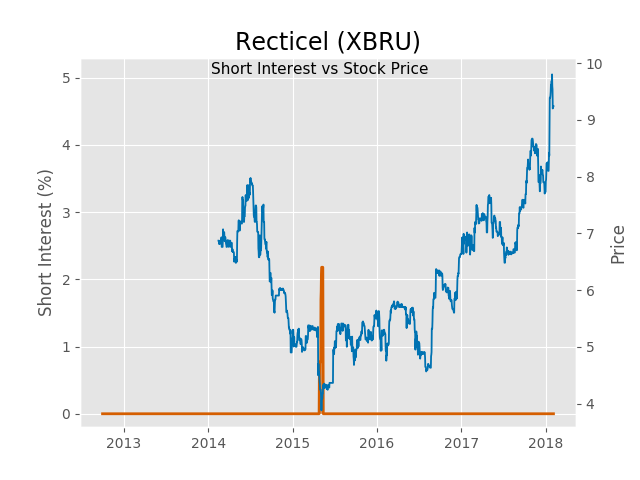 Recticel (XBRU)
Short Interest vs Stock Price
Short Interest (%)
5
4
3
2
1
0
10
9
8
7
6
5
4
Price
2013 2014 2015 2016 2017 2018